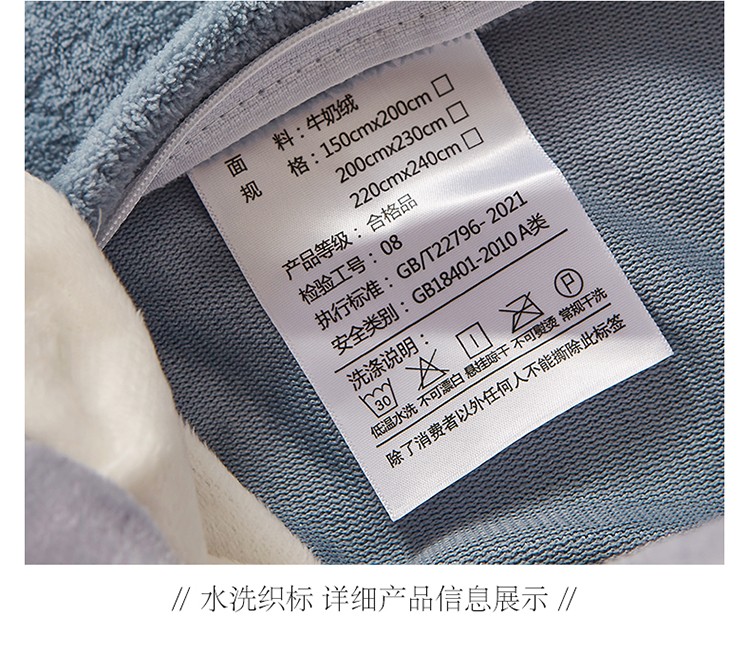 面 料：牛奶绒
规 格：150cmx200cm□
200cmx230cm□
220cmx240cm□
产品等级：合格品
检验工号：08
执行标准：GB/T22796-2021
安全类别：GB18401-2010 A类
洗涤说明：
30 P
低温水洗 不可漂白 悬挂晾干 不可熨烫 常规干洗
除了消费者以外任何人不能撕除此标签
// 水洗织标 详细产品信息展示 //